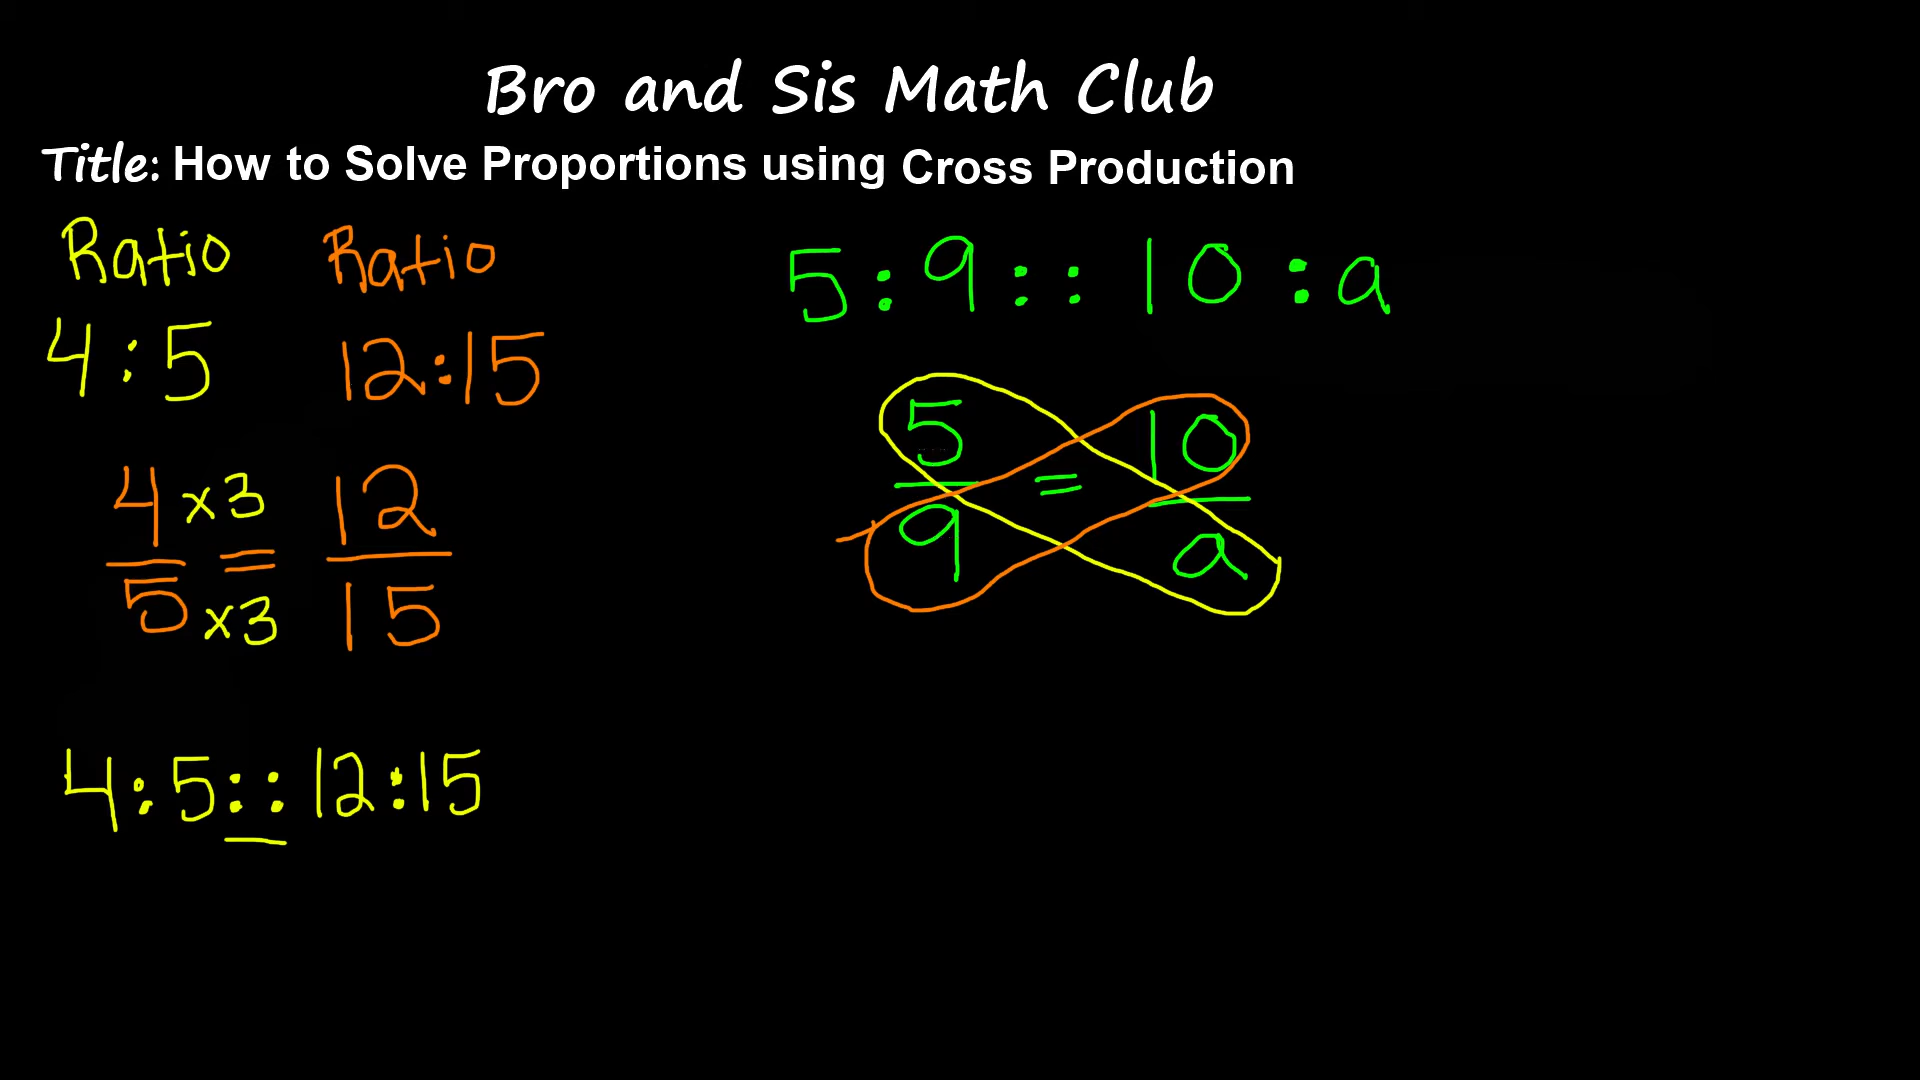 Bro and Sis Math Club
Title: How to Solve Proportions using Cross Production
Ratio Ratio
4:5 12:15
4 x3 = 12
5 x3 15
4:5::12:15
5:9::10:a
5 = 10
9 a